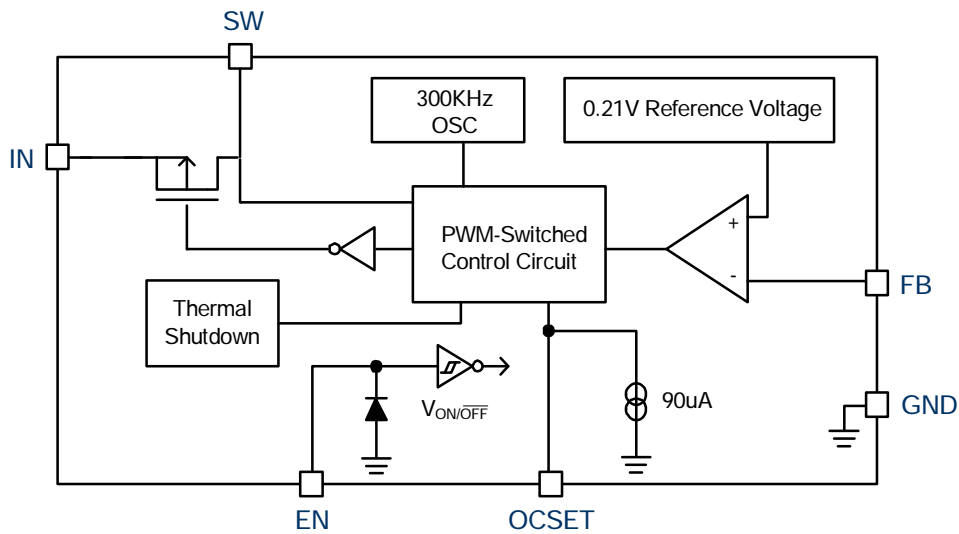 SW
300KHz
OSC
0.21V Reference Voltage
IN
+
PWM-Switched
Control Circuit
-
FB
Thermal
Shutdown
VON/OFF
90uA
GND
EN
OCSET